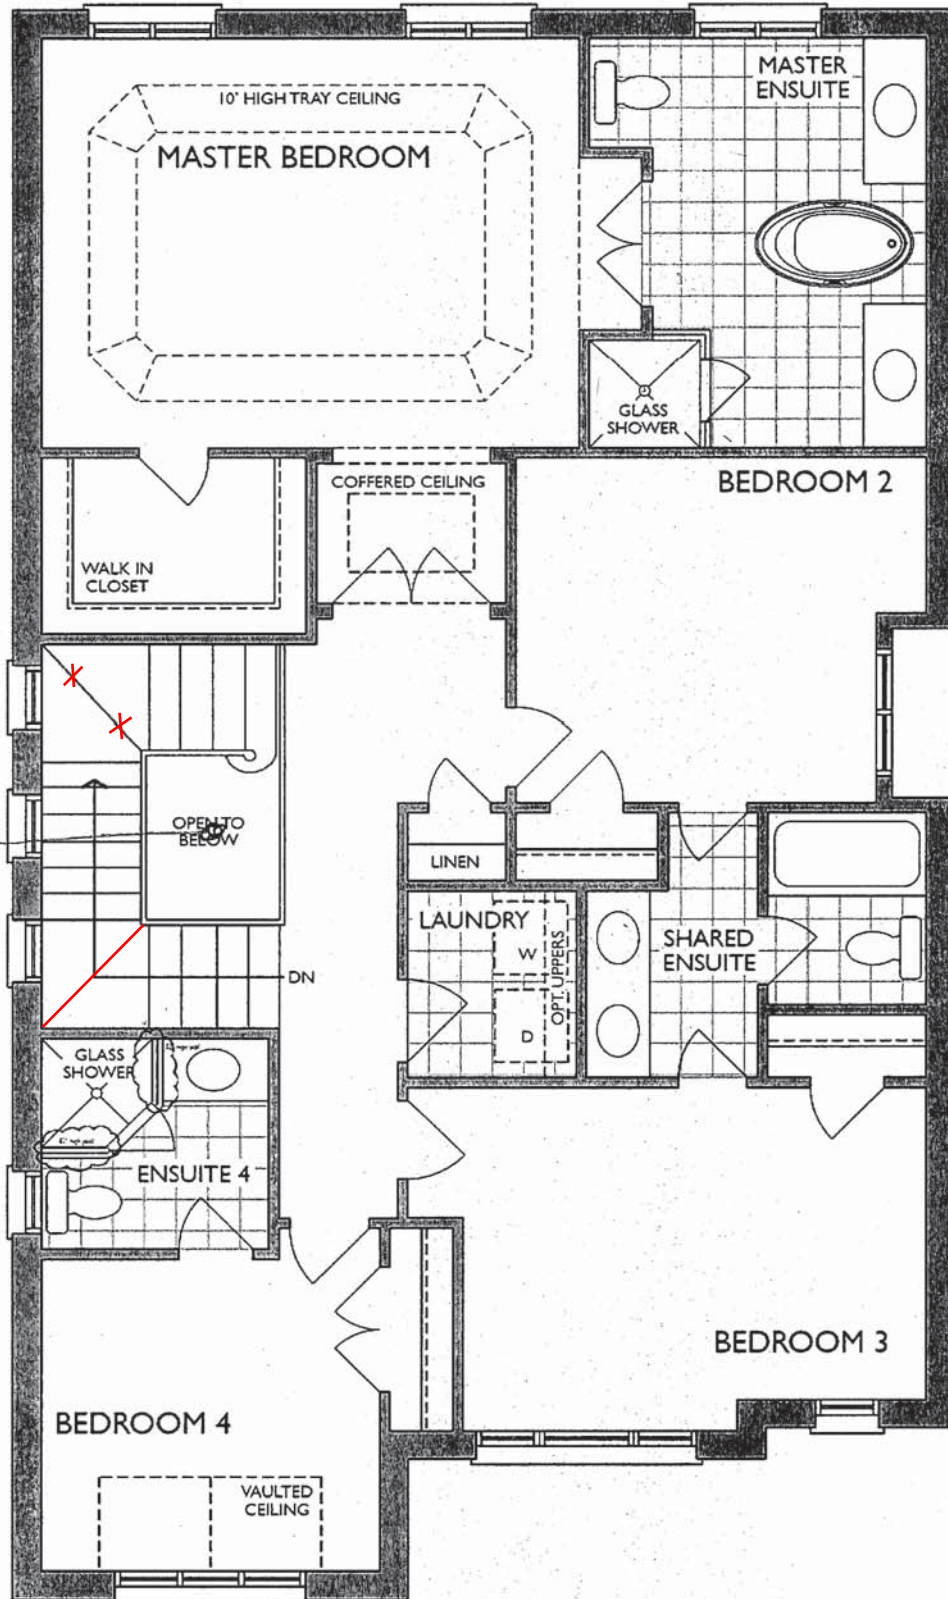 MASTER
ENSUITE
10' HIGH TRAY CEILING
MASTER BEDROOM
GLASS
SHOWER
COFFERED CEILING
BEDROOM 2
WALK IN
CLOSET
OPEN TO
BELOW
LINEN
LAUNDRY
W
OPT. UPPERS
D
SHARED
ENSUITE
DN
GLASS
SHOWER
ENSUITE 4
BEDROOM 3
BEDROOM 4
VAULTED
CEILING